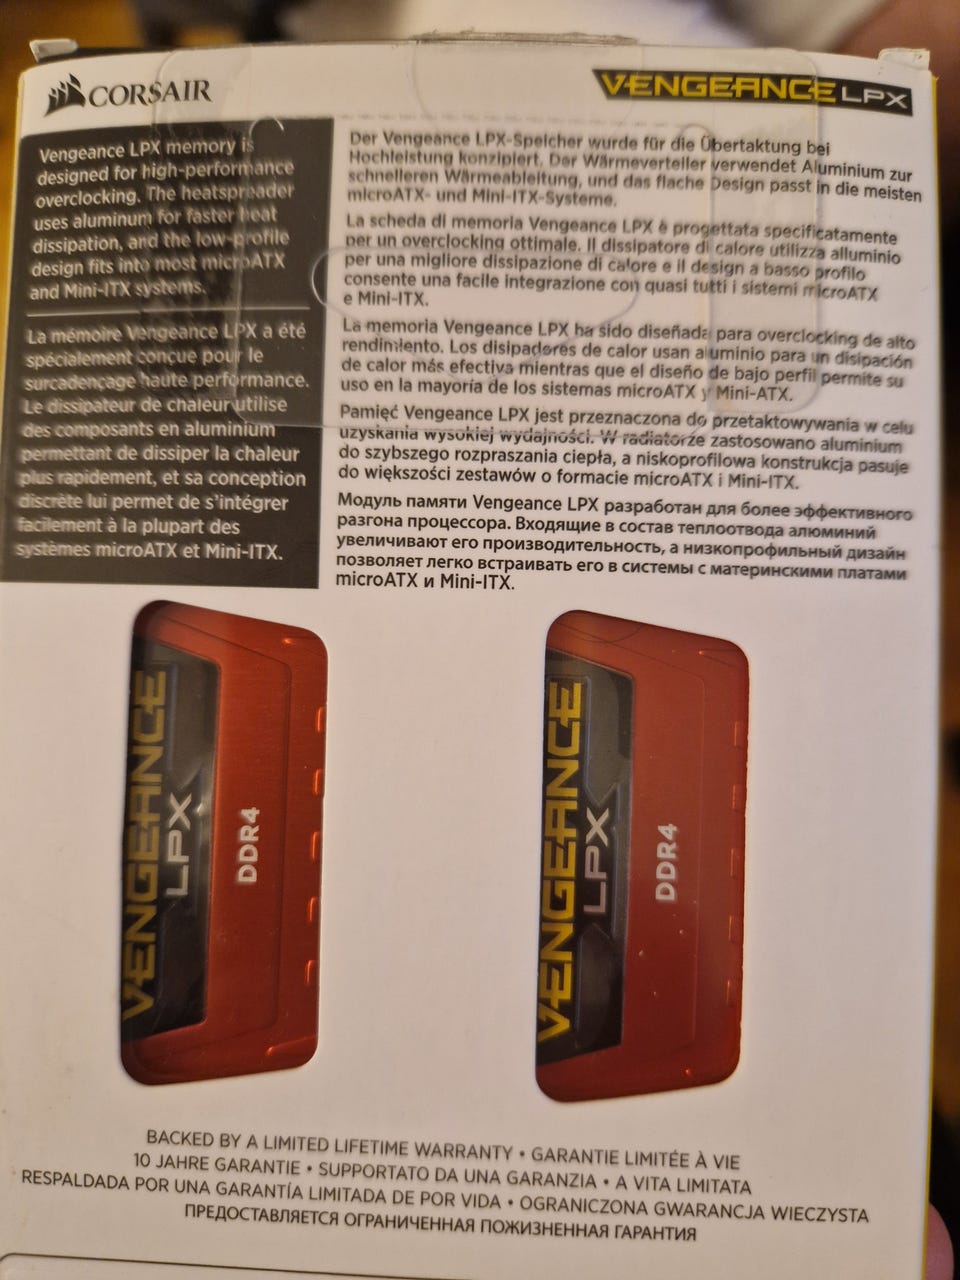 CORSAIR
VENGEANCE LPX
Vengeance LPX memory is
designed for high-performance
overclocking. The heatspreader
uses aluminum for faster heat
dissipation, and the low-profile
design fits into most microATX
and Mini-ITX systems.
La mémoire Vengeance LPX a été
spécialement conçue pour le
surcadençage haute performance.
Le dissipateur de chaleur utilise
des composants en aluminium
permettant de dissiper la chaleur
plus rapidement, et sa conception
discrète lui permet de s'intégrer
facilement à la plupart des
systèmes microATX et Mini-ITX.
Der Vengeance LPX-Speicher wurde für die Übertaktung bei
Hochleistung konzipiert. Der Wärmeverteiler verwendet Aluminium zur
schnelleren Wärmeableitung, und das flache Design passt in die meisten
microATX- und Mini-ITX-Systeme.
La scheda di memoria Vengeance LPX è progettata specificatamente
per un overclocking ottimale. Il dissipatore di calore utilizza alluminio
per una migliore dissipazione di calore e il design a basso profilo
consente una facile integrazione con quasi tutti i sistemi microATX
e Mini-ITX.
La memoria Vengeance LPX ha sido diseñada para overclocking de alto
rendimiento. Los disipadores de calor usan aluminio para un disipación
de calor más efectiva mientras que el diseño de bajo perfil permite su
uso en la mayoría de los sistemas microATX y Mini-ATX.
Pamięć Vengeance LPX jest przeznaczona do przetaktowywania w celu
uzyskania wysokiej wydajności. W radiatorze zastosowano aluminium
do szybszego rozpraszania ciepła, a niskoprofilowa konstrukcja pasuje
do większości zestawów o formacie microATX i Mini-ITX.
Модуль памяти Vengeance LPX разработан для более эффективного
разгона процессора. Входящие в состав теплоотвода алюминий
увеличивают его производительность, а низкопрофильный дизайн
позволяет легко встраивать его в системы с материнскими платами
microATX и Mini-ITX.
VENGEANCE
LPX
DDR4
VENGEANCE
LPX
DDR4
BACKED BY A LIMITED LIFETIME WARRANTY • GARANTIE LIMITÉE À VIE
10 JAHRE GARANTIE • SUPPORTATO DA UNA GARANZIA • A VITA LIMITATA
RESPALDADA POR UNA GARANTÍA LIMITADA DE POR VIDA • OGRANICZONA GWARANCJA WIECZYSTA
ПРЕДОСТАВЛЯЕТСЯ ОГРАНИЧЕННАЯ ПОЖИЗНЕННАЯ ГАРАНТИЯ